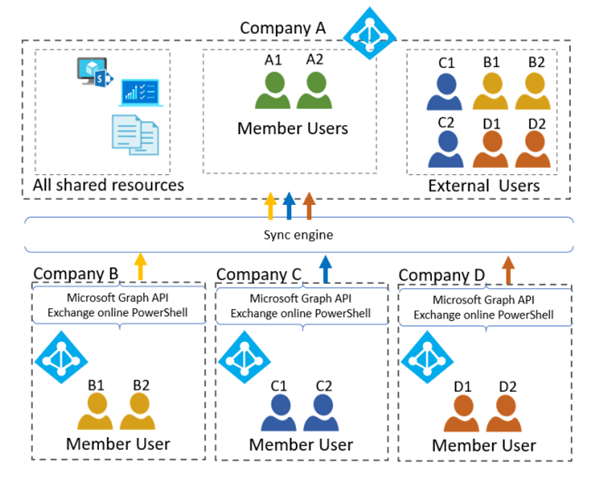 Company A
A1 A2
Member Users
C1 B1 B2
C2 D1 D2
All shared resources
External Users
Sync engine
Company B
Company C
Company D
Microsoft Graph API
Exchange online PowerShell
Microsoft Graph API
Exchange online PowerShell
Microsoft Graph API
Exchange online PowerShell
B1 B2
C1 C2
D1 D2
Member User
Member User
Member User